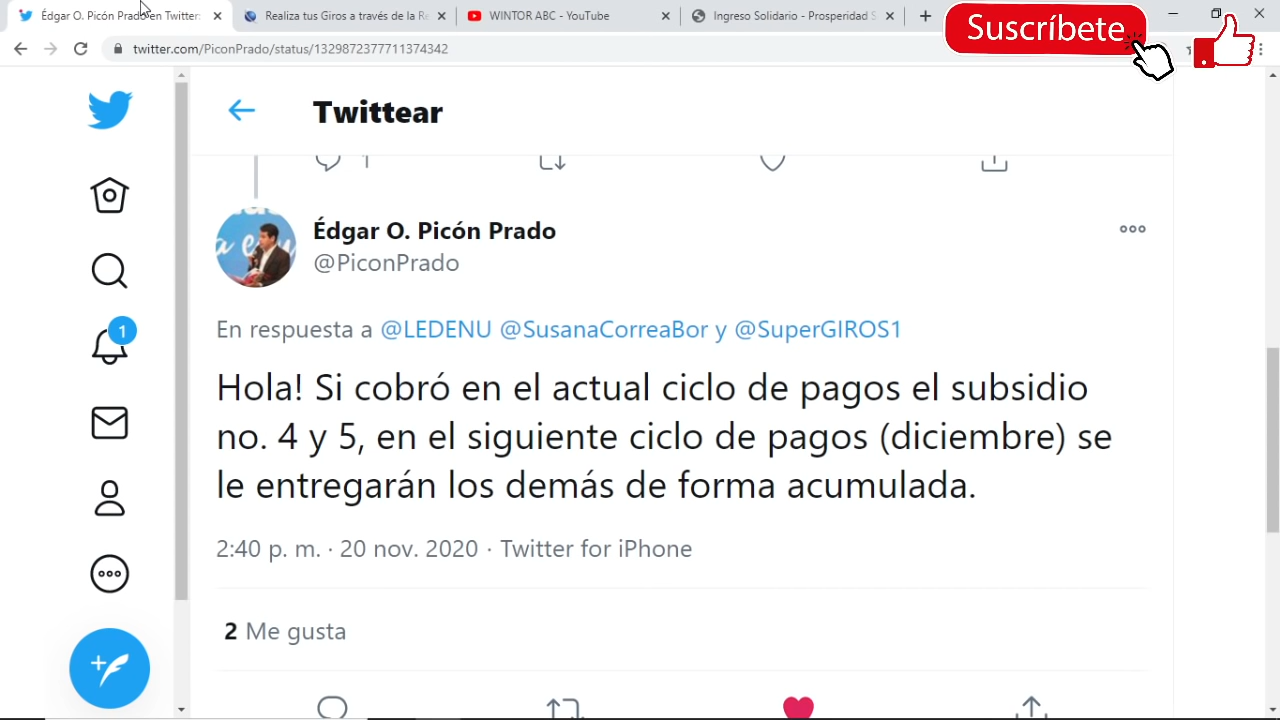 Édgar O. Picón Prado en Twitter:
Realiza tus Giros a través de la Re
WINTOR ABC - YouTube
Ingreso Solidario - Prosperidad S
Suscríbete
twitter.com/PiconPrado/status/1329872377711374342
Twittear
1
Édgar O. Picón Prado
@PiconPrado
En respuesta a @LEDENU @SusanaCorreaBor y @SuperGIROS1
1
Hola! Si cobró en el actual ciclo de pagos el subsidio
no. 4 y 5, en el siguiente ciclo de pagos (diciembre) se
le entregarán los demás de forma acumulada.
2:40 p. m. · 20 nov. 2020 · Twitter for iPhone
2 Me gusta